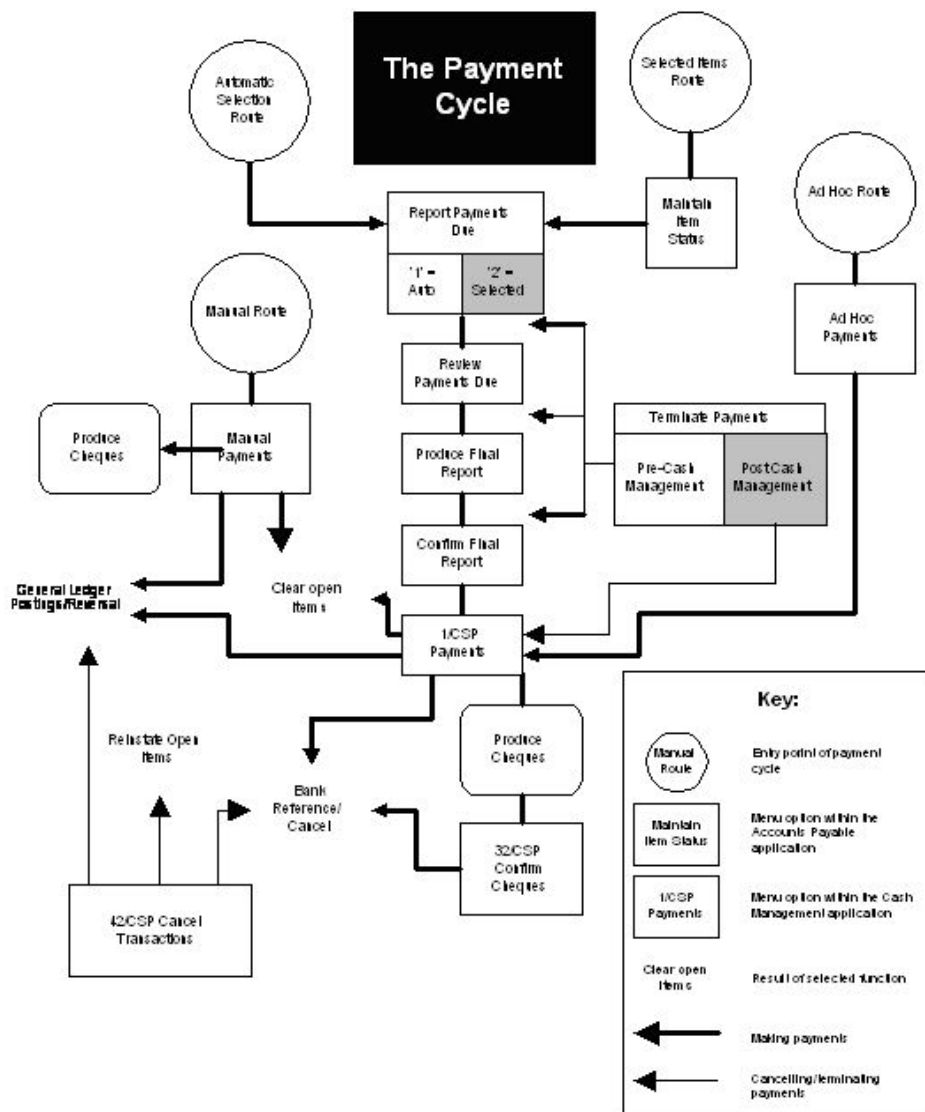 The Payment
Cycle
Automatic
Selection
Route
Selected Items
Route
Ad Hoc Route
Report Payments
Due
'1' =
Auto
'2' =
Selected
Maintain
Item
Status
Manual Route
Ad Hoc
Payments
Review
Payments Due
Produce
Cheques
Manual
Payments
Terminate Payments
Pre-Cash
Management
Post Cash
Management
Produce Final
Report
Confirm Final
Report
General Ledger
Postings/Reversal
Clear open
Items
1/CSP
Payments
Reinstate Open
Items
Produce
Cheques
Bank
Reference/
Cancel
32/CSP
Confirm
Cheques
42/CSP Cancel
Transactions
Key:
Manual
Route
Entry point of payment
cycle
Maintain
Item Status
Menu option within the
Accounts Payable
application
1/CSP
Payments
Menu option within the Cash
Management application
Clear open
Items
Result of selected function
Making payments
Cancelling/terminating
payments